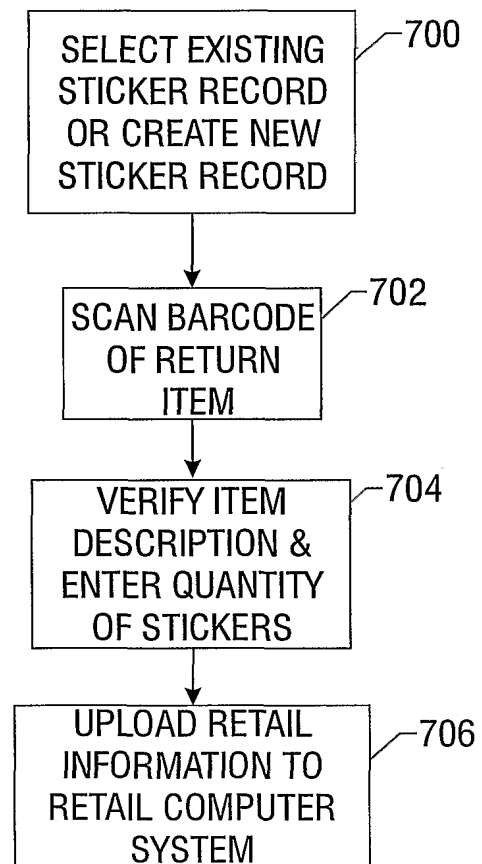 SELECT EXISTING
STICKER RECORD
OR CREATE NEW
STICKER RECORD
700
SCAN BARCODE
OF RETURN
ITEM
702
VERIFY ITEM
DESCRIPTION &
ENTER QUANTITY
OF STICKERS
704
UPLOAD RETAIL
INFORMATION TO
RETAIL COMPUTER
SYSTEM
706